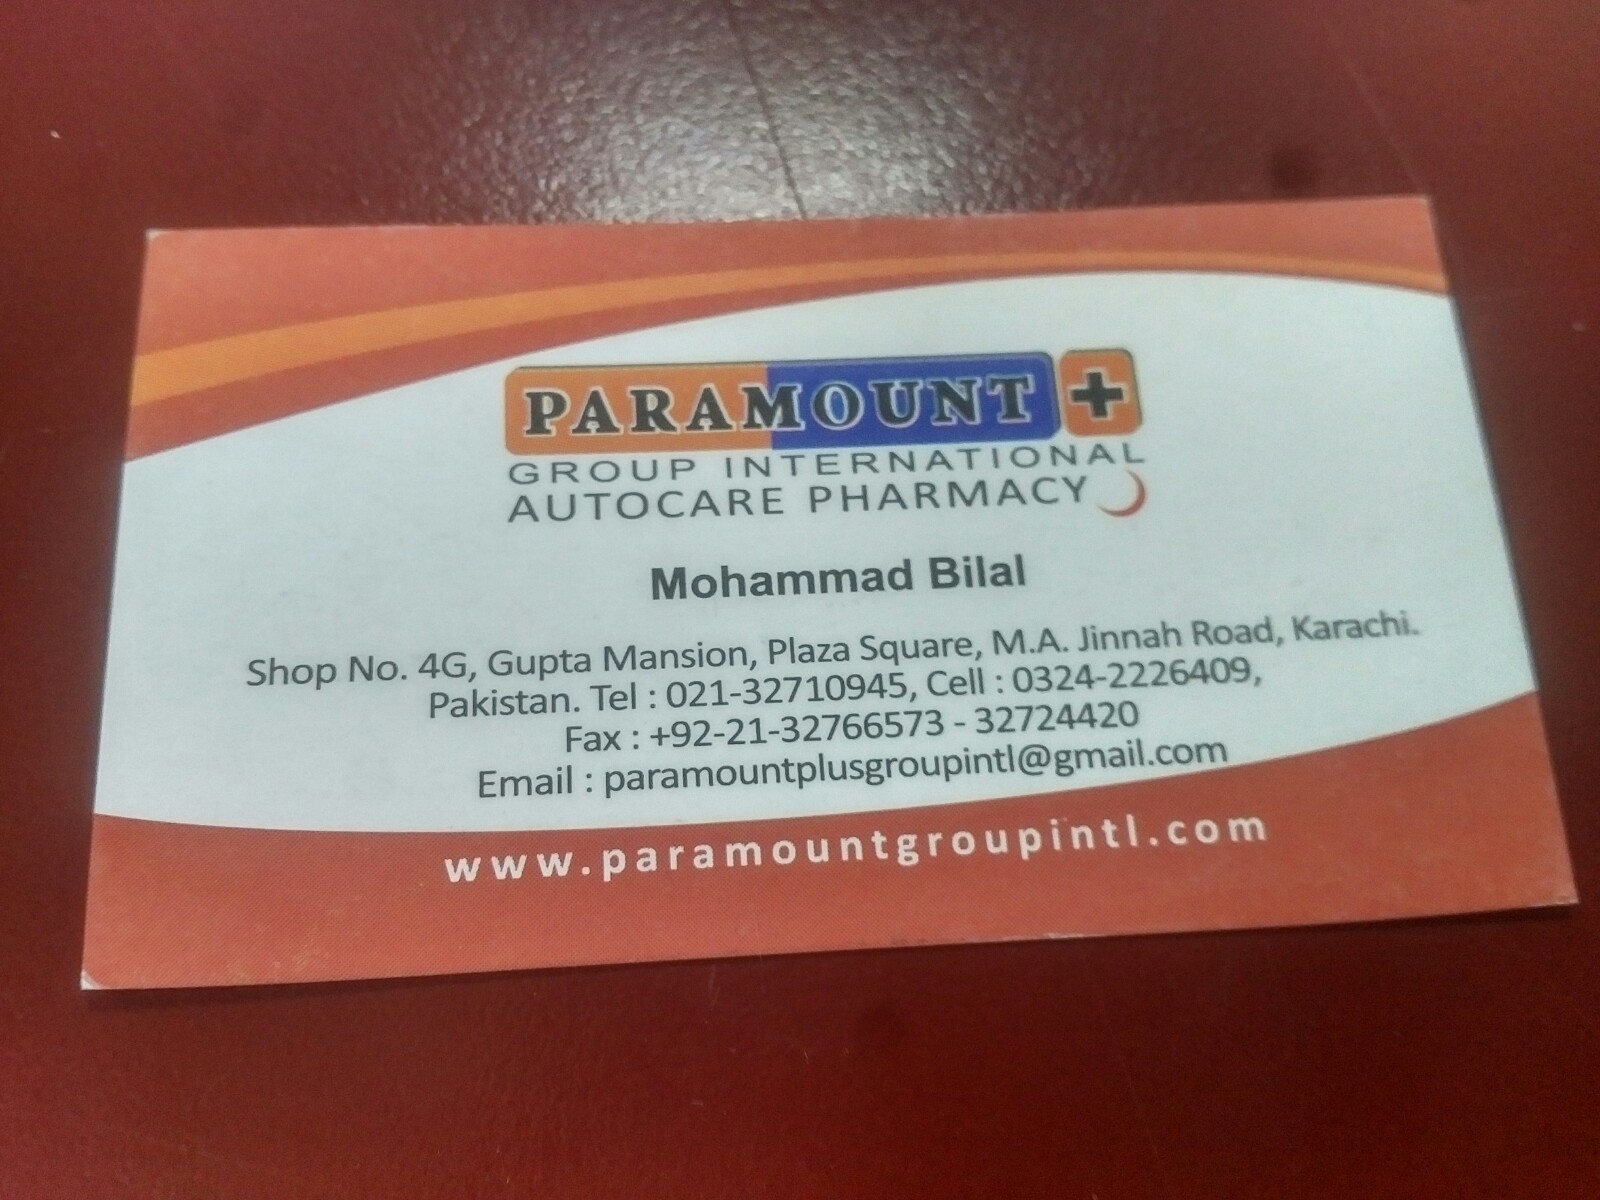 PARAMOUNT +
GROUP INTERNATIONAL
AUTOCARE PHARMACY
Mohammad Bilal
Shop No. 4G, Gupta Mansion, Plaza Square, M.A. Jinnah Road, Karachi.
Pakistan. Tel : 021-32710945, Cell : 0324-2226409,
Fax : +92-21-32766573 - 32724420
Email : paramountplusgroupintl@gmail.com
www.paramountgroupintl.com